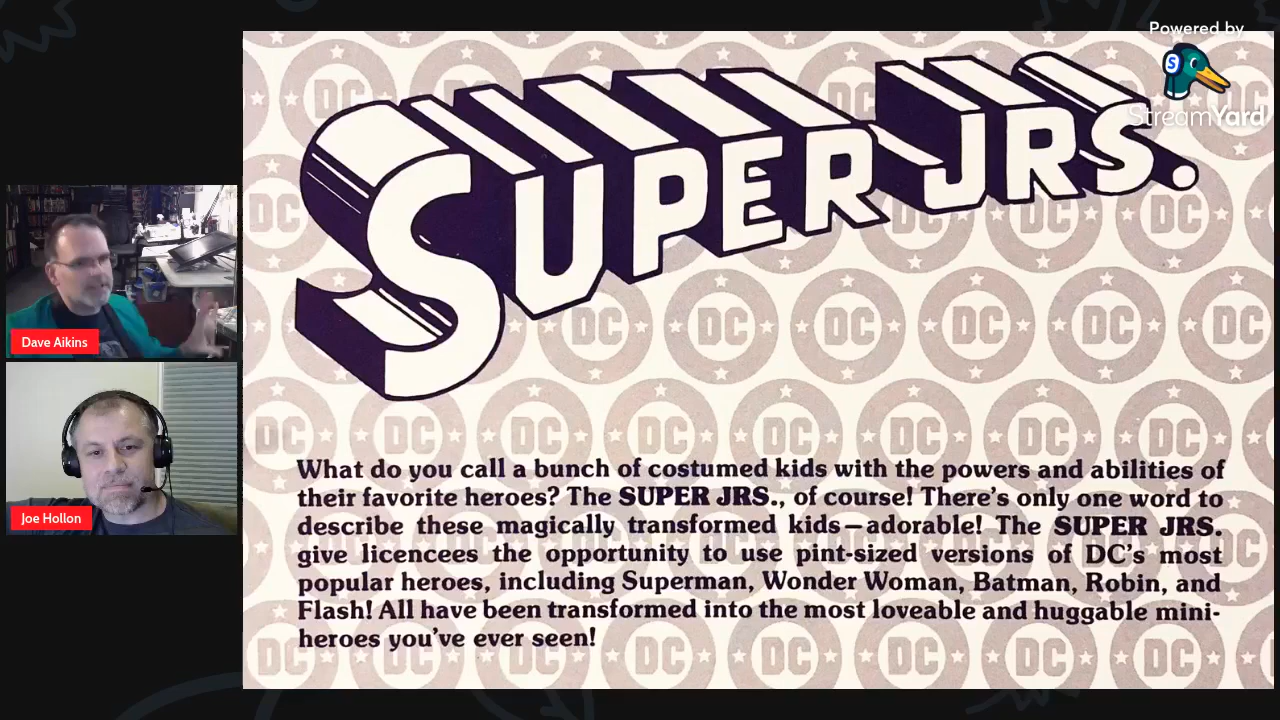 Powered by
S
StreamYard
SUPER JRS.
Dave Aikins
Joe Hollon
What do you call a bunch of costumed kids with the powers and abilities of
their favorite heroes? The SUPER JRS., of course! There's only one word to
describe these magically transformed kids—adorable! The SUPER JRS.
give licencees the opportunity to use pint-sized versions of DC's most
popular heroes, including Superman, Wonder Woman, Batman, Robin, and
Flash! All have been transformed into the most loveable and huggable mini-
heroes you've ever seen!
DC